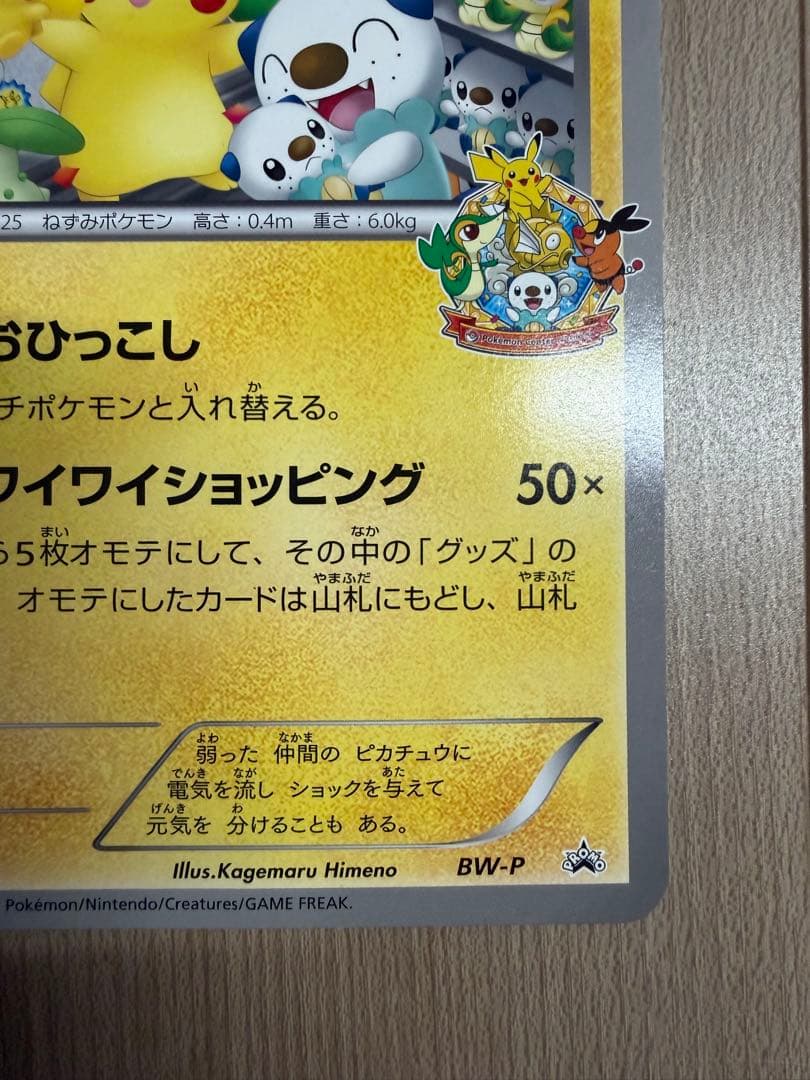 25 ねずみポケモン 高さ:0.4m 重さ:6.0kg
Pokémon Center
おひっこし
チポケモンと入れ替える。
ワイワイショッピング 50×
ら5枚オモテにして、その中の「グッズ」の
オモテにしたカードは山札にもどし、山札
弱った 仲間の ピカチュウに
電気を流し ショックを与えて
元気を 分けることも ある。
Illus.Kagemaru Himeno BW-P PROMO
Pokémon/Nintendo/Creatures/GAME FREAK.